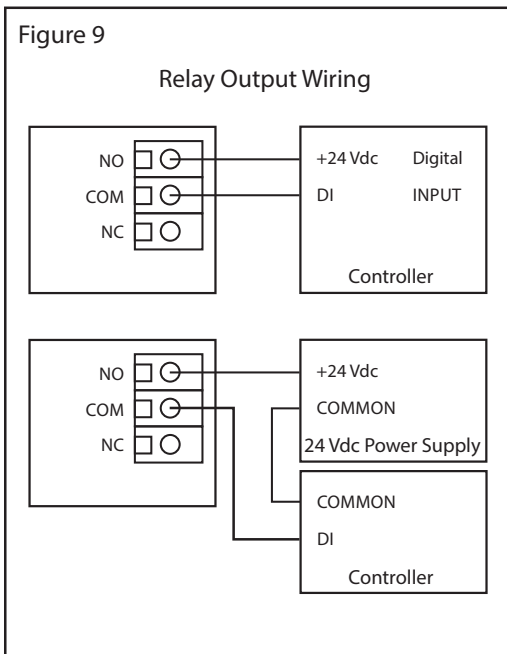 Figure 9
Relay Output Wiring
NO
COM
NC
+24 Vdc Digital
DI INPUT
Controller
NO
COM
NC
+24 Vdc
COMMON
24 Vdc Power Supply
COMMON
DI
Controller